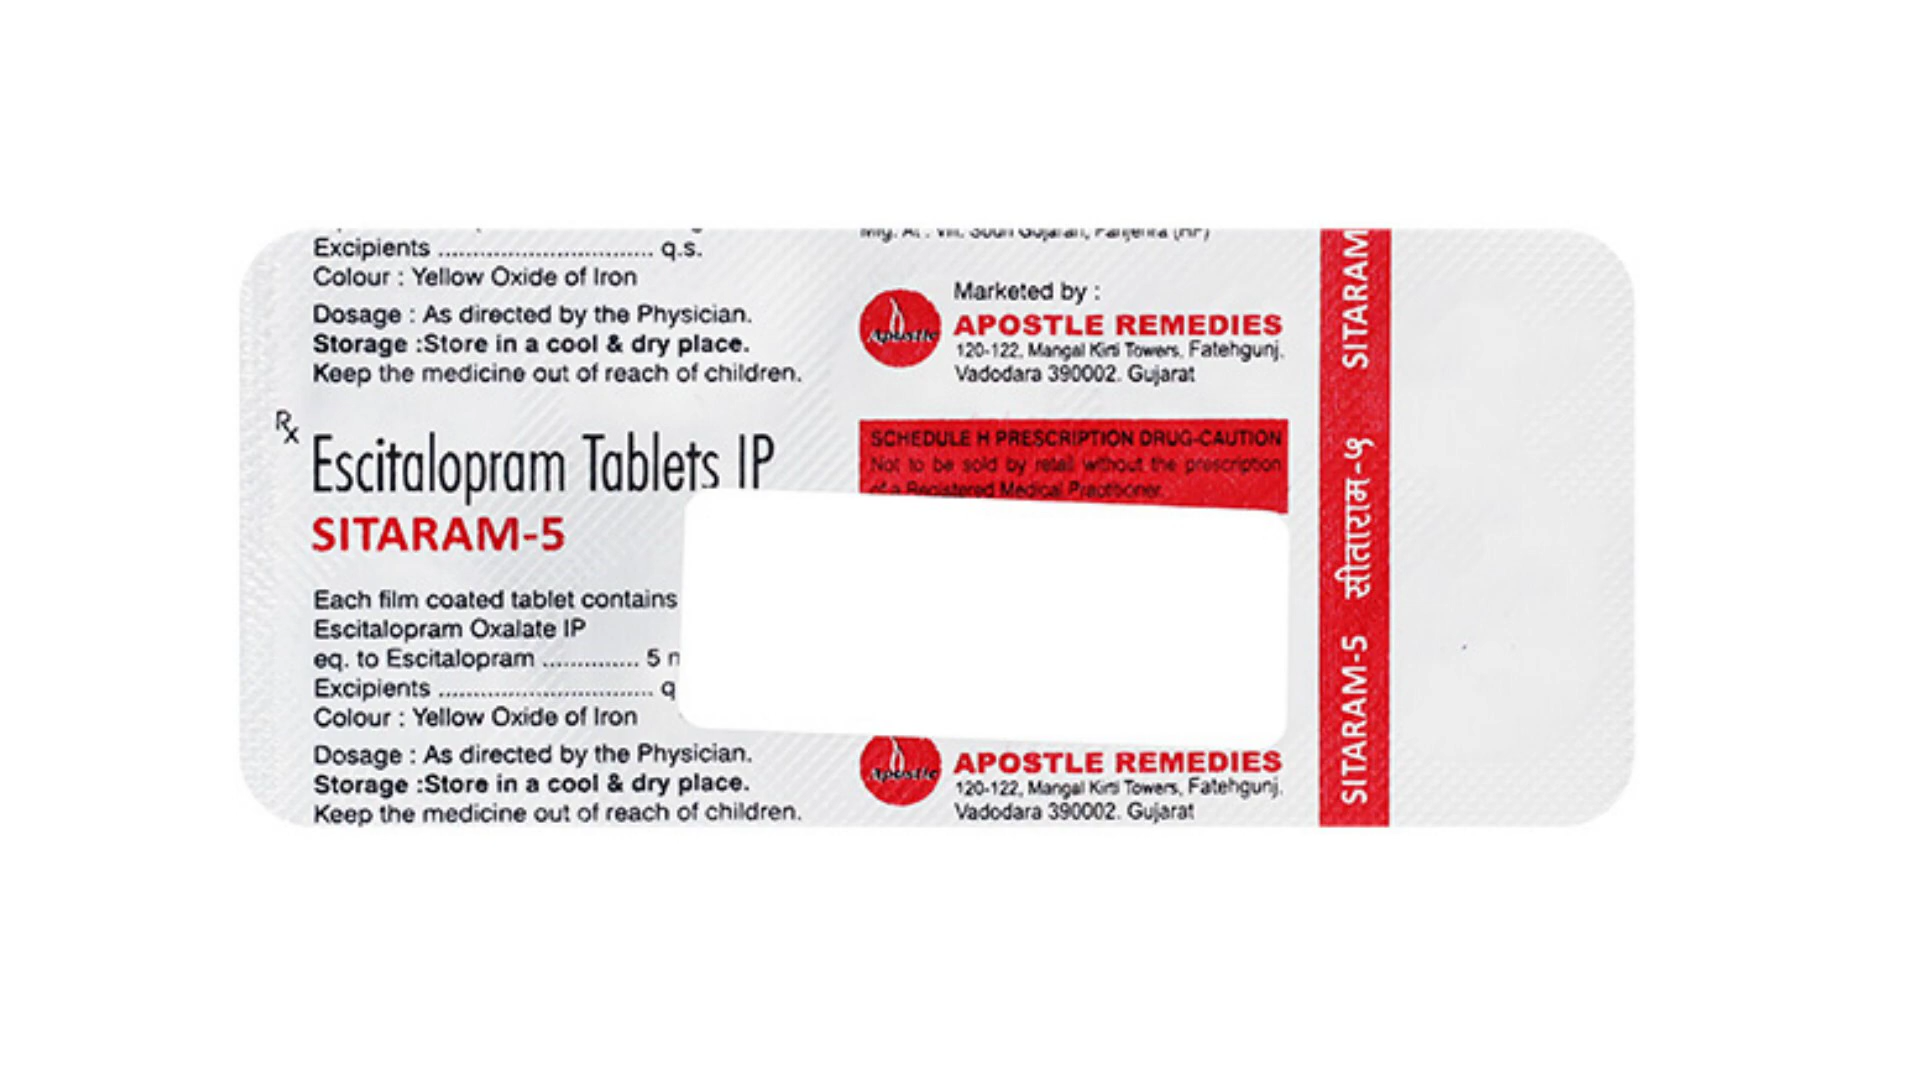 Excipients ................................ q.s.
Colour : Yellow Oxide of Iron
Dosage : As directed by the Physician.
Storage :Store in a cool & dry place.
Keep the medicine out of reach of children.
Rx
Escitalopram Tablets IP
SITARAM-5
Each film coated tablet contains
Escitalopram Oxalate IP
eq. to Escitalopram ............... 5
Excipients ................................ q
Colour : Yellow Oxide of Iron
Dosage : As directed by the Physician.
Storage :Store in a cool & dry place.
Keep the medicine out of reach of children.
Marketed by :
Apostle
APOSTLE REMEDIES
120-122, Mangal Kirti Towers, Fatehgunj,
Vadodara 390002. Gujarat
SCHEDULE H PRESCRIPTION DRUG-CAUTION
Not to be sold by retail without the prescription
of a Registered Medical Practitioner.
Apostle
APOSTLE REMEDIES
120-122, Mangal Kirti Towers, Fatehgunj,
Vadodara 390002. Gujarat
SITARAM-5 सीताराम-५ SITARAM